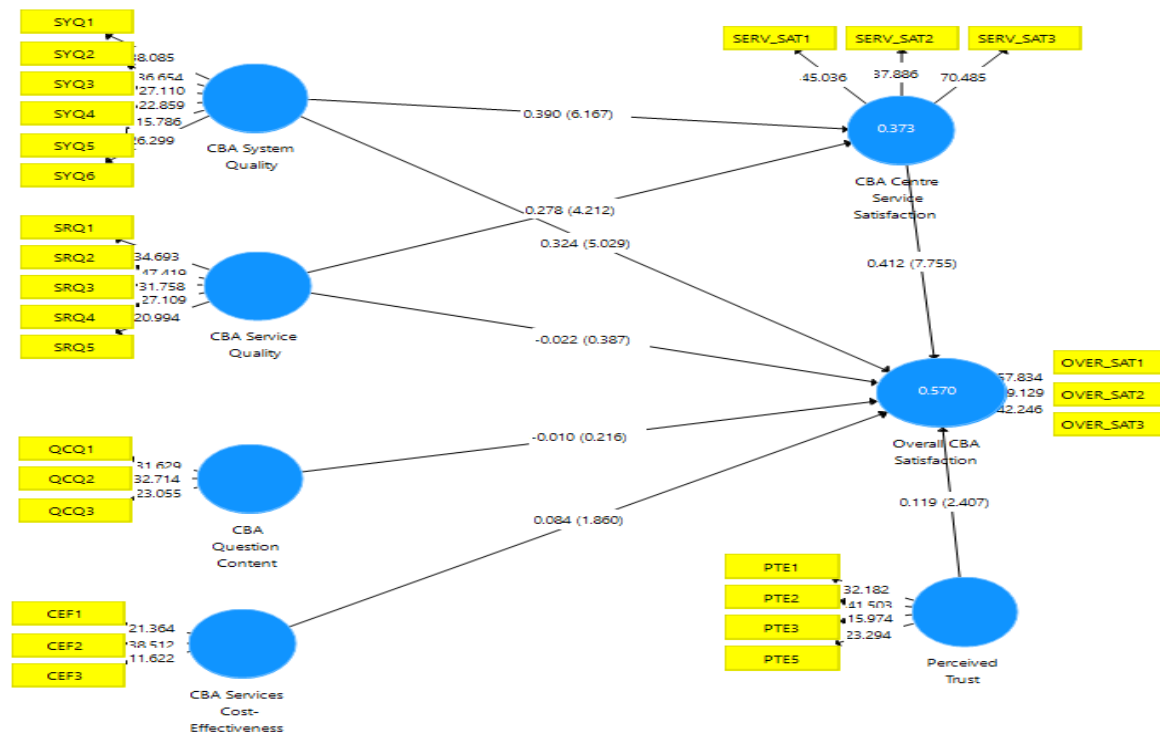 SYQ1
SYQ2
SYQ3
SYQ4
SYQ5
SYQ6
36.654
27.110
22.859
15.786
26.299
CBA System
Quality
SERV_SAT1
SERV_SAT2
SERV_SAT3
45.036
37.886
70.485
0.390 (6.167)
0.373
CBA Centre
Service
Satisfaction
SRQ1
SRQ2
SRQ3
SRQ4
SRQ5
34.693
47.419
31.758
27.109
20.994
CBA Service
Quality
0.278 (4.212)
0.324 (5.029)
0.412 (7.755)
-0.022 (0.387)
0.570
Overall CBA
Satisfaction
OVER_SAT1
OVER_SAT2
OVER_SAT3
42.246
QCQ1
QCQ2
QCQ3
31.629
32.714
23.055
CBA
Question
Content
-0.010 (0.216)
0.084 (1.860)
0.119 (2.407)
CEF1
CEF2
CEF3
21.364
38.512
11.622
CBA Services
Cost-
Effectiveness
PTE1
PTE2
PTE3
PTE5
32.182
41.503
15.974
23.294
Perceived
Trust